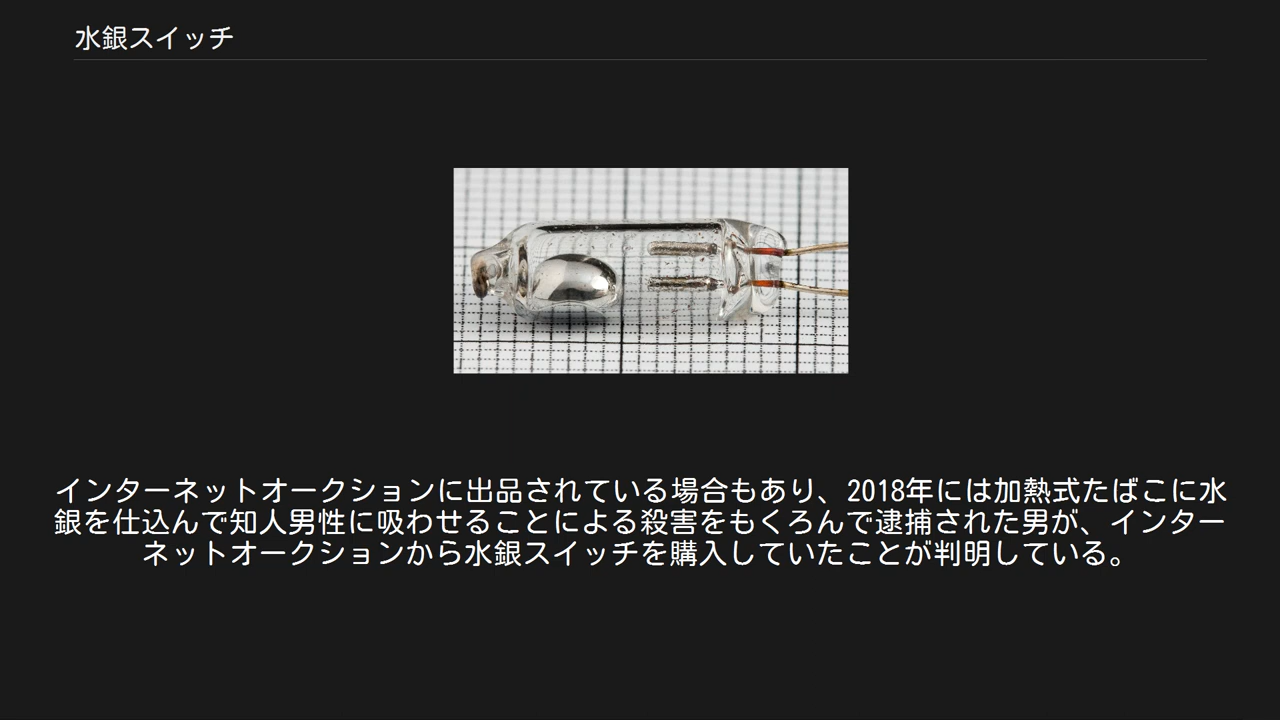 水銀スイッチ
インターネットオークションに出品されている場合もあり、2018年には加熱式たばこに水
銀を仕込んで知人男性に吸わせることによる殺害をもくろんで逮捕された男が、インター
ネットオークションから水銀スイッチを購入していたことが判明している。